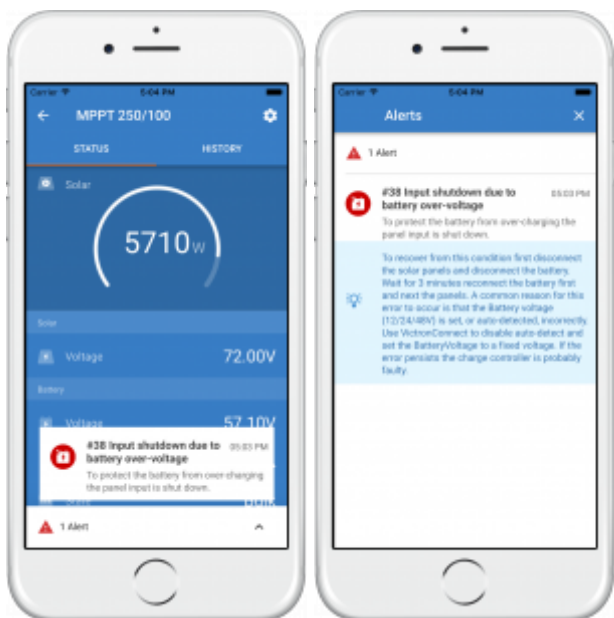 Carrier 5:04 PM
MPPT 250/100
STATUS HISTORY
Solar
5710W
Solar
Voltage 72.00V
Battery
Voltage 57.10V
#38 Input shutdown due to 05:03 PM
battery over-voltage
To protect the battery from over-charging
the panel input is shut down.
1 Alert
Carrier 5:04 PM
Alerts
1 Alert
#38 Input shutdown due to 05:03 PM
battery over-voltage
To protect the battery from over-charging the
panel input is shut down.
To recover from this condition first disconnect
the solar panels and disconnect the battery.
Wait for 3 minutes reconnect the battery first
and next the panels. A common reason for this
error to occur is that the Battery voltage
(12/24/48V) is set, or auto-detected, incorrectly.
Use VictronConnect to disable auto-detect and
set the BatteryVoltage to a fixed voltage. If the
error persists the charge controller is probably
faulty.